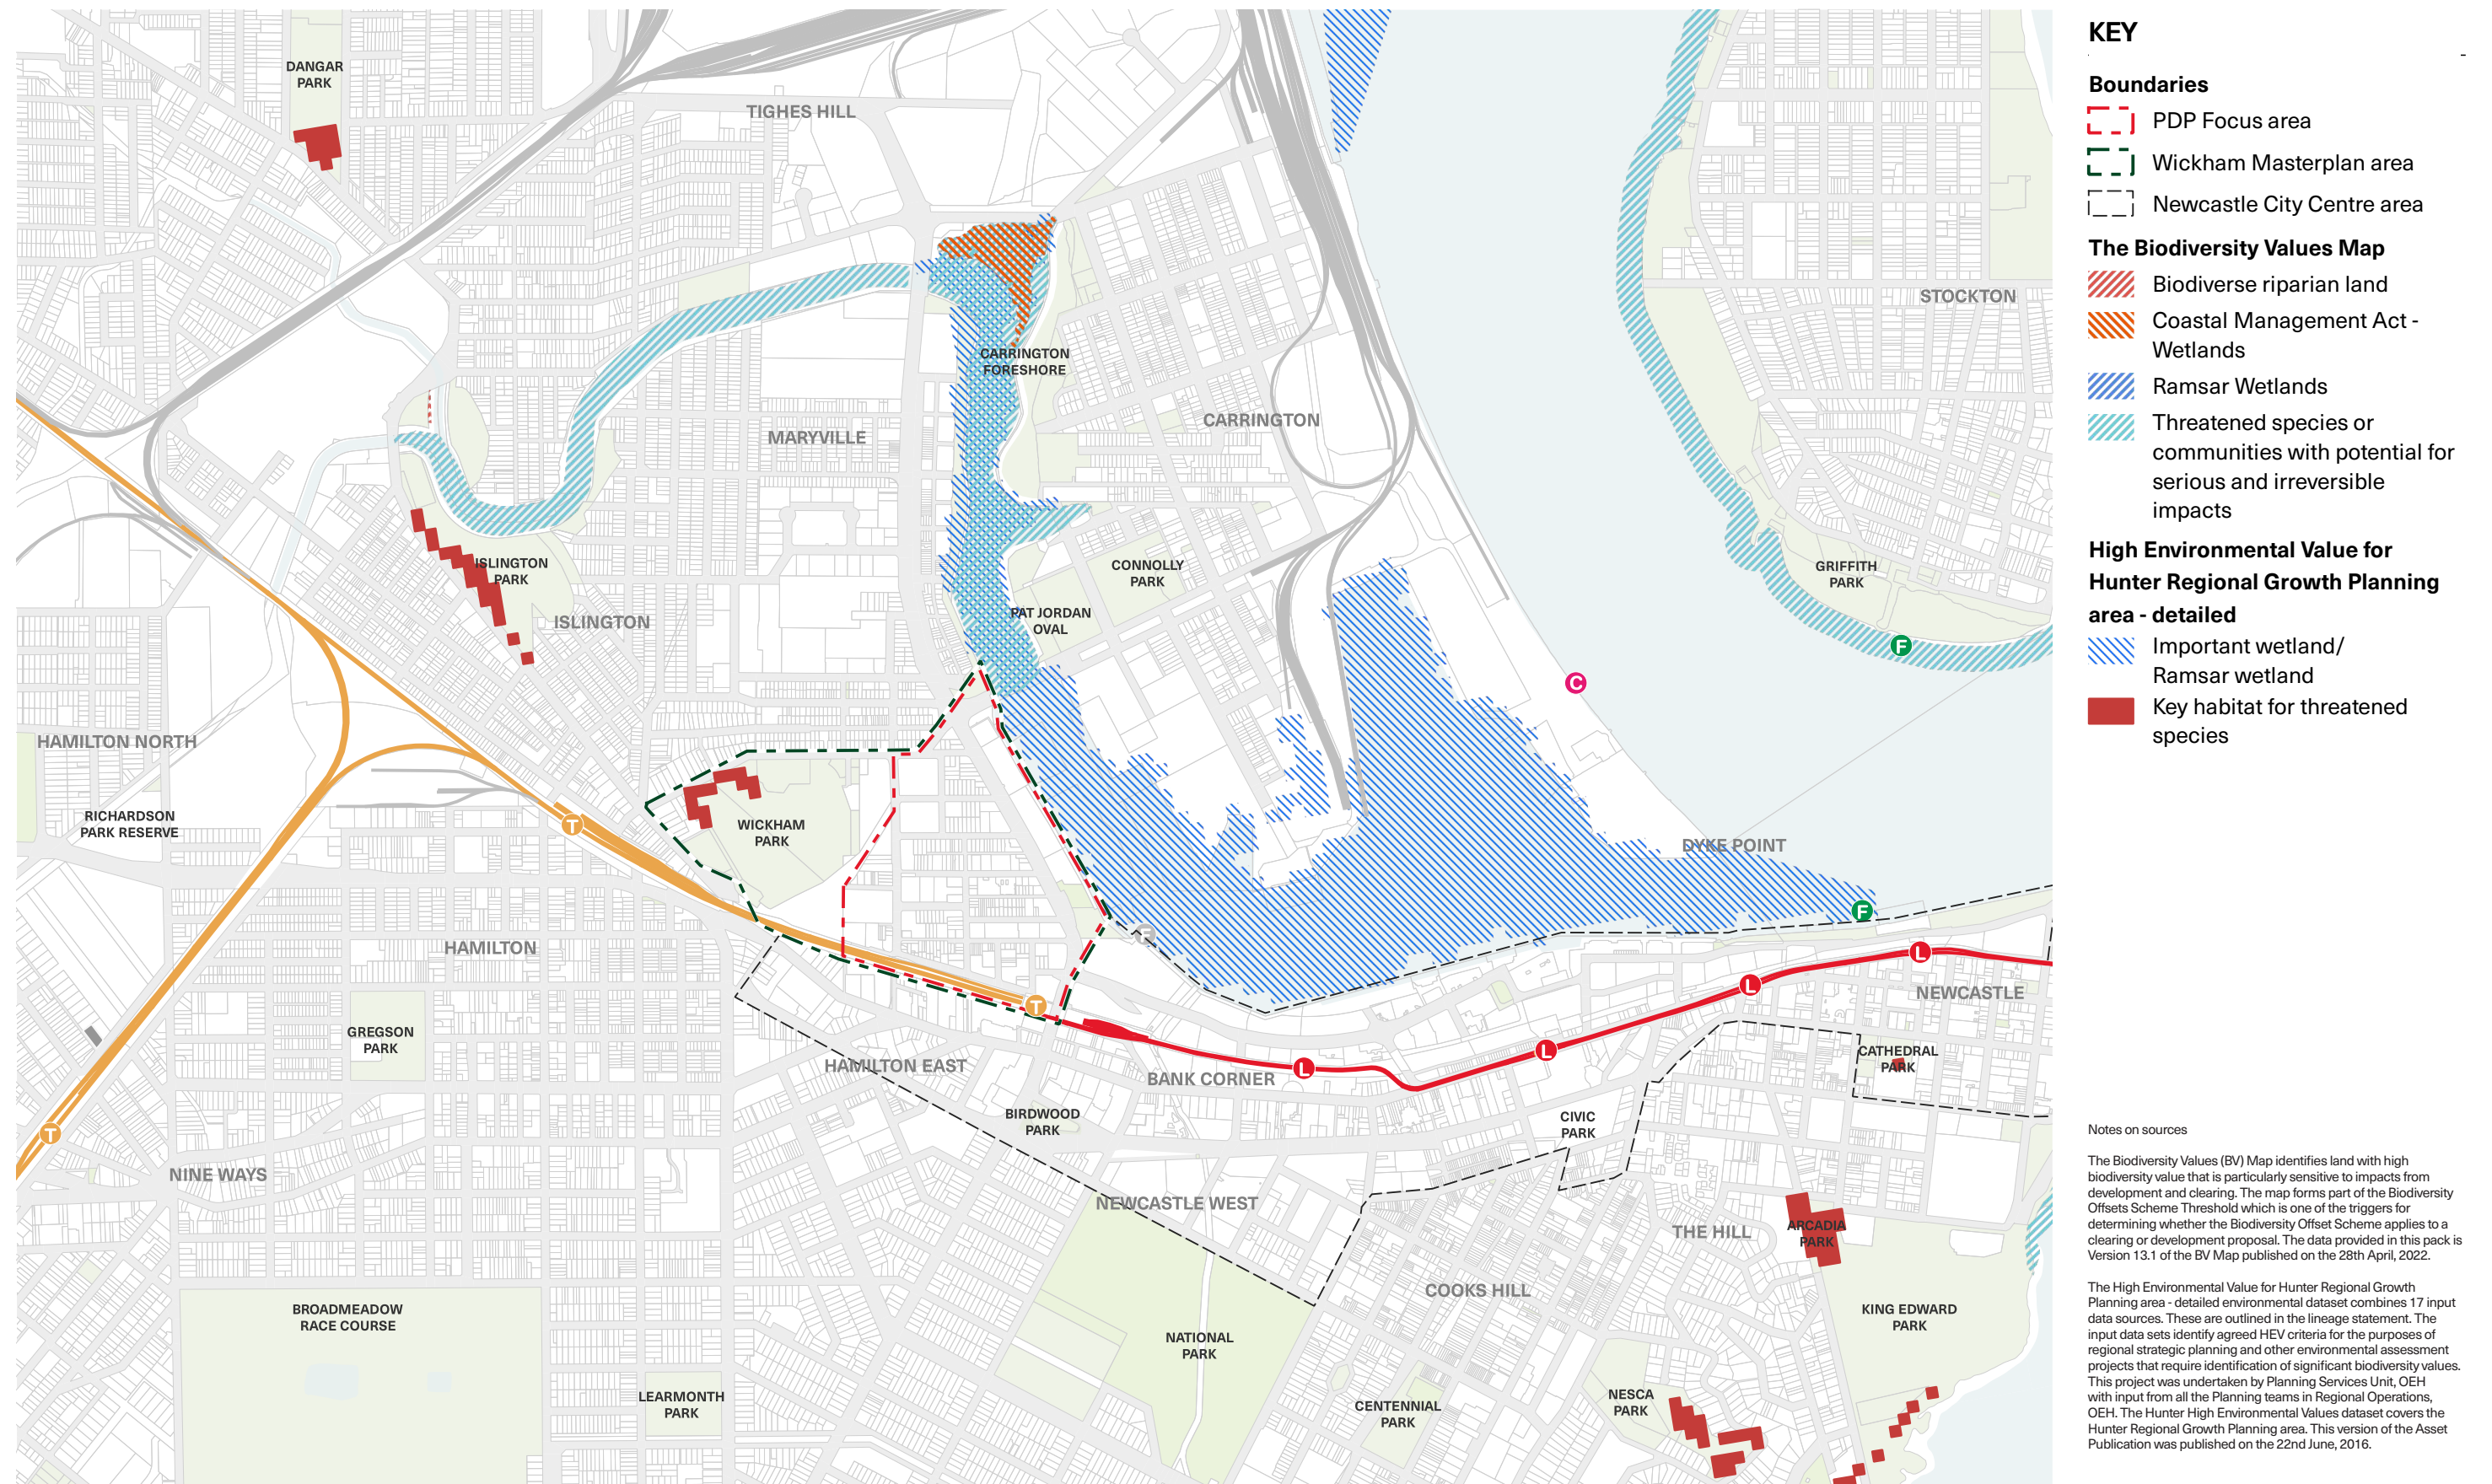 DANGAR
PARK
TIGHES HILL
CARRINGTON
FORESHORE
MARYVILLE
CARRINGTON
STOCKTON
ISLINGTON
PARK
CONNOLLY
PARK
GRIFFITH
PARK
ISLINGTON
PAT JORDAN
OVAL
F
C
HAMILTON NORTH
RICHARDSON
PARK RESERVE
T
WICKHAM
PARK
DYKE POINT
F
F
HAMILTON
L
L
NEWCASTLE
T
GREGSON
PARK
HAMILTON EAST
BANK CORNER
L
L
CATHEDRAL
PARK
T
BIRDWOOD
PARK
CIVIC
PARK
NINE WAYS
NEWCASTLE WEST
THE HILL
ARCADIA
PARK
COOKS HILL
BROADMEADOW
RACE COURSE
NATIONAL
PARK
KING EDWARD
PARK
LEARMONTH
PARK
CENTENNIAL
PARK
NESCA
PARK
KEY
Boundaries
PDP Focus area
Wickham Masterplan area
Newcastle City Centre area
The Biodiversity Values Map
Biodiverse riparian land
Coastal Management Act -
Wetlands
Ramsar Wetlands
Threatened species or
communities with potential for
serious and irreversible
impacts
High Environmental Value for
Hunter Regional Growth Planning
area - detailed
Important wetland/
Ramsar wetland
Key habitat for threatened
species
Notes on sources
The Biodiversity Values (BV) Map identifies land with high
biodiversity value that is particularly sensitive to impacts from
development and clearing. The map forms part of the Biodiversity
Offsets Scheme Threshold which is one of the triggers for
determining whether the Biodiversity Offset Scheme applies to a
clearing or development proposal. The data provided in this pack is
Version 13.1 of the BV Map published on the 28th April, 2022.
The High Environmental Value for Hunter Regional Growth
Planning area - detailed environmental dataset combines 17 input
data sources. These are outlined in the lineage statement. The
input data sets identify agreed HEV criteria for the purposes of
regional strategic planning and other environmental assessment
projects that require identification of significant biodiversity values.
This project was undertaken by Planning Services Unit, OEH
with input from all the Planning teams in Regional Operations,
OEH. The Hunter High Environmental Values dataset covers the
Hunter Regional Growth Planning area. This version of the Asset
Publication was published on the 22nd June, 2016.